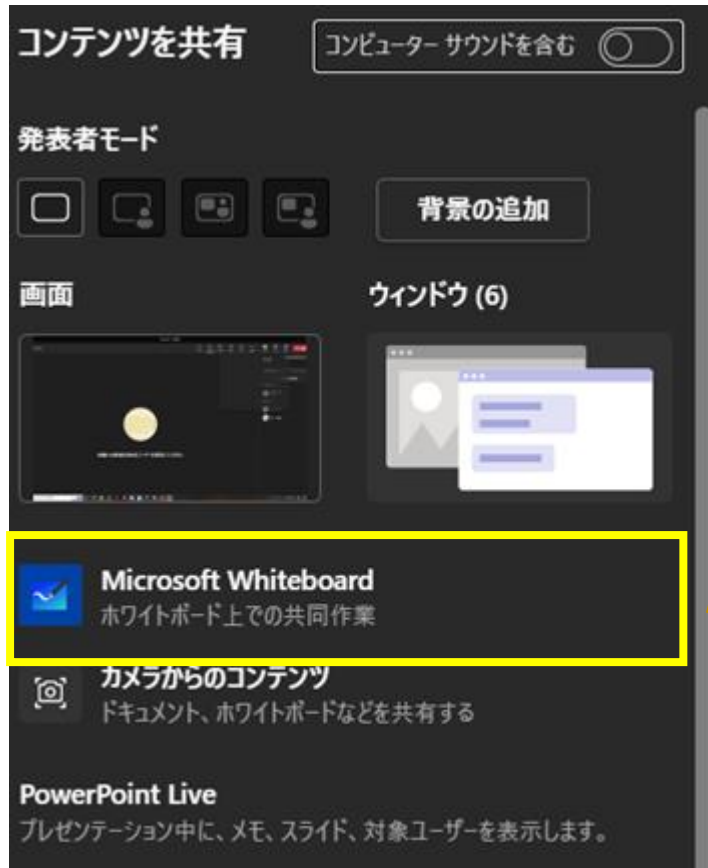 コンテンツを共有
コンピューター サウンドを含む
発表者モード
背景の追加
画面
ウィンドウ (6)
Microsoft Whiteboard
ホワイトボード上での共同作業
カメラからのコンテンツ
ドキュメント、ホワイトボードなどを共有する
PowerPoint Live
プレゼンテーション中に、メモ、スライド、対象ユーザーを表示します。